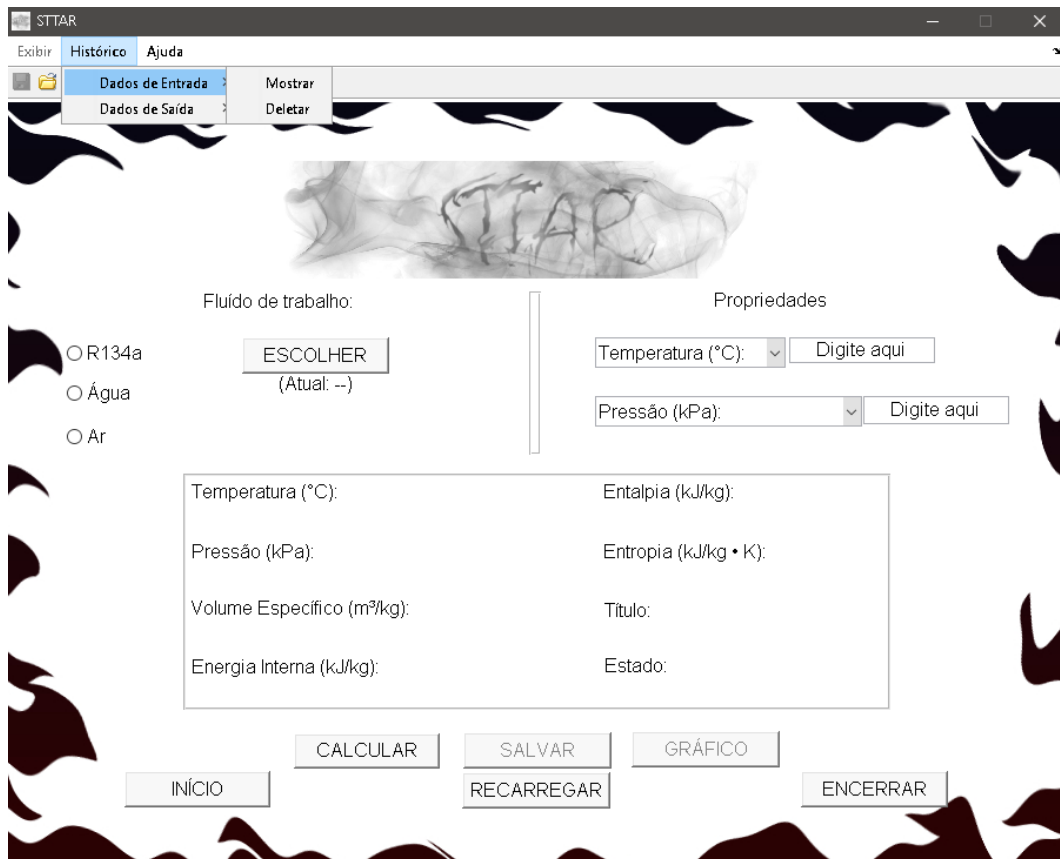 STTAR
Exibir Histórico Ajuda
Dados de Entrada Mostrar
Dados de Saída Deletar
STTAR
Fluído de trabalho: Propriedades
R134a ESCOLHER Temperatura (°C): Digite aqui
(Atual: --)
Água
Pressão (kPa): Digite aqui
Ar
Temperatura (°C): Entalpia (kJ/kg):
Pressão (kPa): Entropia (kJ/kg • K):
Volume Específico (m³/kg): Título:
Energia Interna (kJ/kg): Estado:
CALCULAR SALVAR GRÁFICO
INÍCIO RECARREGAR ENCERRAR